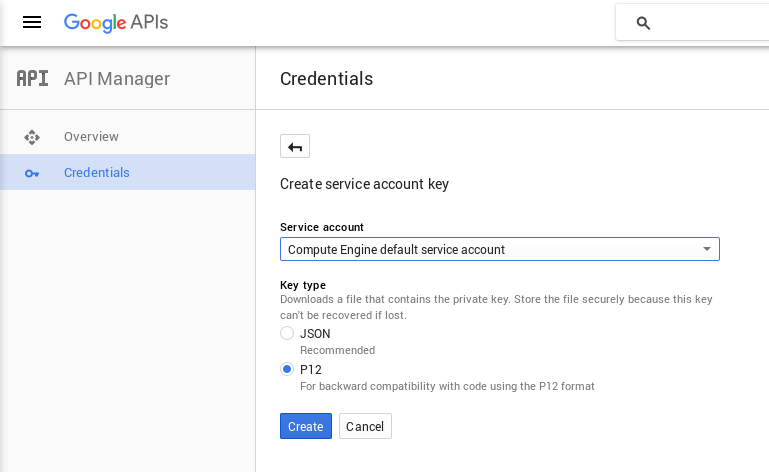 Google APIs
API API Manager
Credentials
Overview
Credentials
Create service account key
Service account
Compute Engine default service account
Key type
Downloads a file that contains the private key. Store the file securely because this key
can't be recovered if lost.
JSON
Recommended
P12
For backward compatibility with code using the P12 format
Create Cancel